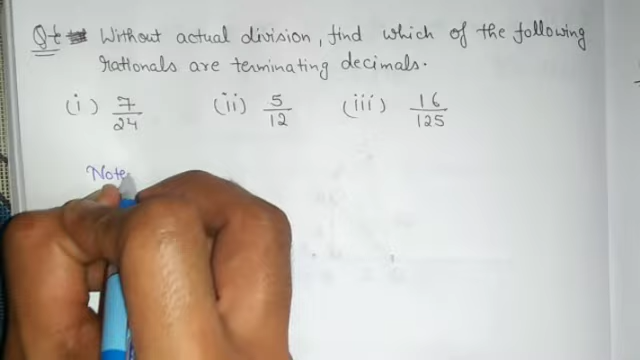 Without actual division, find which of the following
rationals are terminating decimals.
(i) 7/24 (ii) 5/12 (iii) 16/125
Note